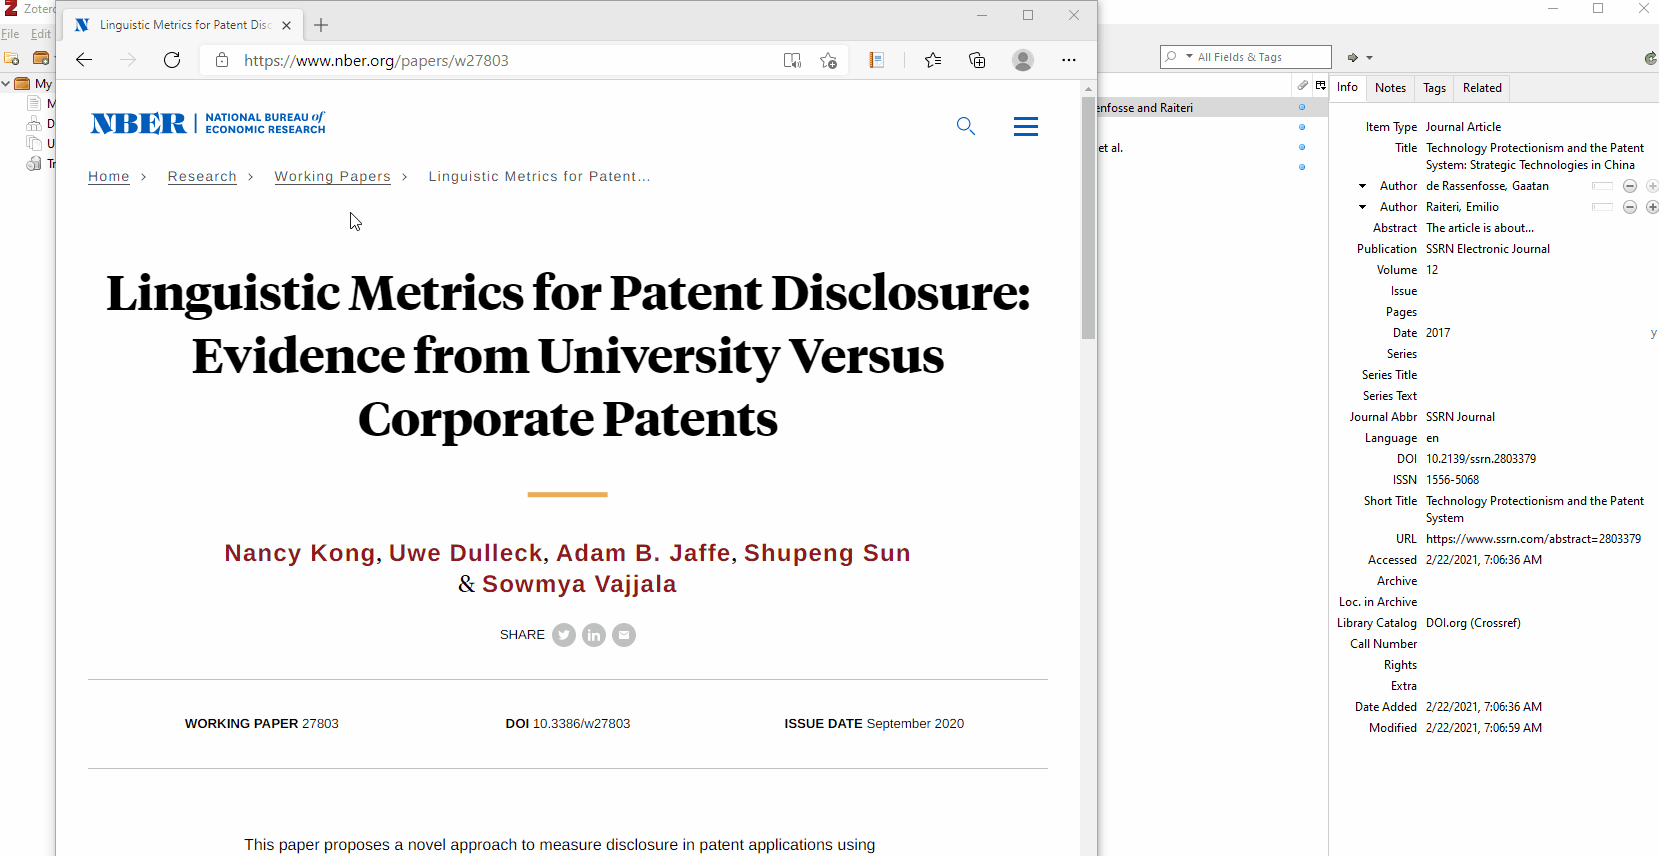 Zotero
File Edit
My
M
D
U
Tr
Linguistic Metrics for Patent Disc
https://www.nber.org/papers/w27803
NBER | NATIONAL BUREAU of
ECONOMIC RESEARCH
Home > Research > Working Papers > Linguistic Metrics for Patent...
Linguistic Metrics for Patent Disclosure:
Evidence from University Versus
Corporate Patents
Nancy Kong, Uwe Dulleck, Adam B. Jaffe, Shupeng Sun
& Sowmya Vajjala
SHARE
WORKING PAPER 27803 DOI 10.3386/w27803 ISSUE DATE September 2020
This paper proposes a novel approach to measure disclosure in patent applications using
All Fields & Tags
enfosse and Raiteri
et al.
Info Notes Tags Related
Item Type Journal Article
Title Technology Protectionism and the Patent
System: Strategic Technologies in China
Author de Rassenfosse, Gaatan
Author Raiteri, Emilio
Abstract The article is about...
Publication SSRN Electronic Journal
Volume 12
Issue
Pages
Date 2017 y
Series
Series Title
Series Text
Journal Abbr SSRN Journal
Language en
DOI 10.2139/ssrn.2803379
ISSN 1556-5068
Short Title Technology Protectionism and the Patent
System
URL https://www.ssrn.com/abstract=2803379
Accessed 2/22/2021, 7:06:36 AM
Archive
Loc. in Archive
Library Catalog DOI.org (Crossref)
Call Number
Rights
Extra
Date Added 2/22/2021, 7:06:36 AM
Modified 2/22/2021, 7:06:59 AM